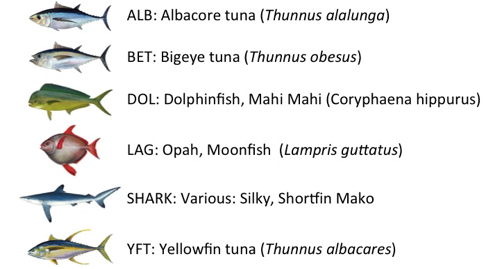 ALB: Albacore tuna (Thunnus alalunga)
BET: Bigeye tuna (Thunnus obesus)
DOL: Dolphinfish, Mahi Mahi (Coryphaena hippurus)
LAG: Opah, Moonfish (Lampris guttatus)
SHARK: Various: Silky, Shortfin Mako
YFT: Yellowfin tuna (Thunnus albacares)